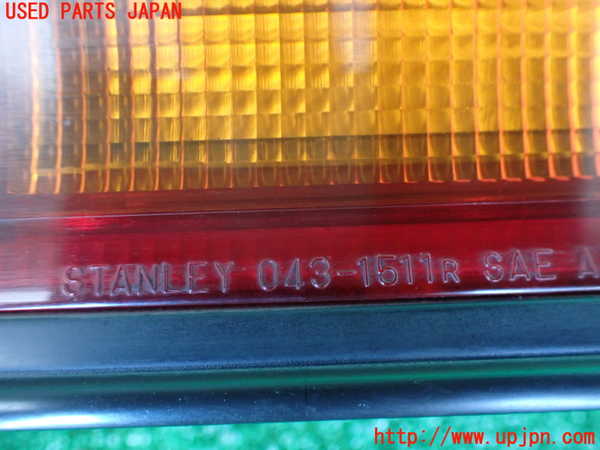 USED PARTS JAPAN
STANLEY 043-1511R SAE A
http://www.upjpn.com/